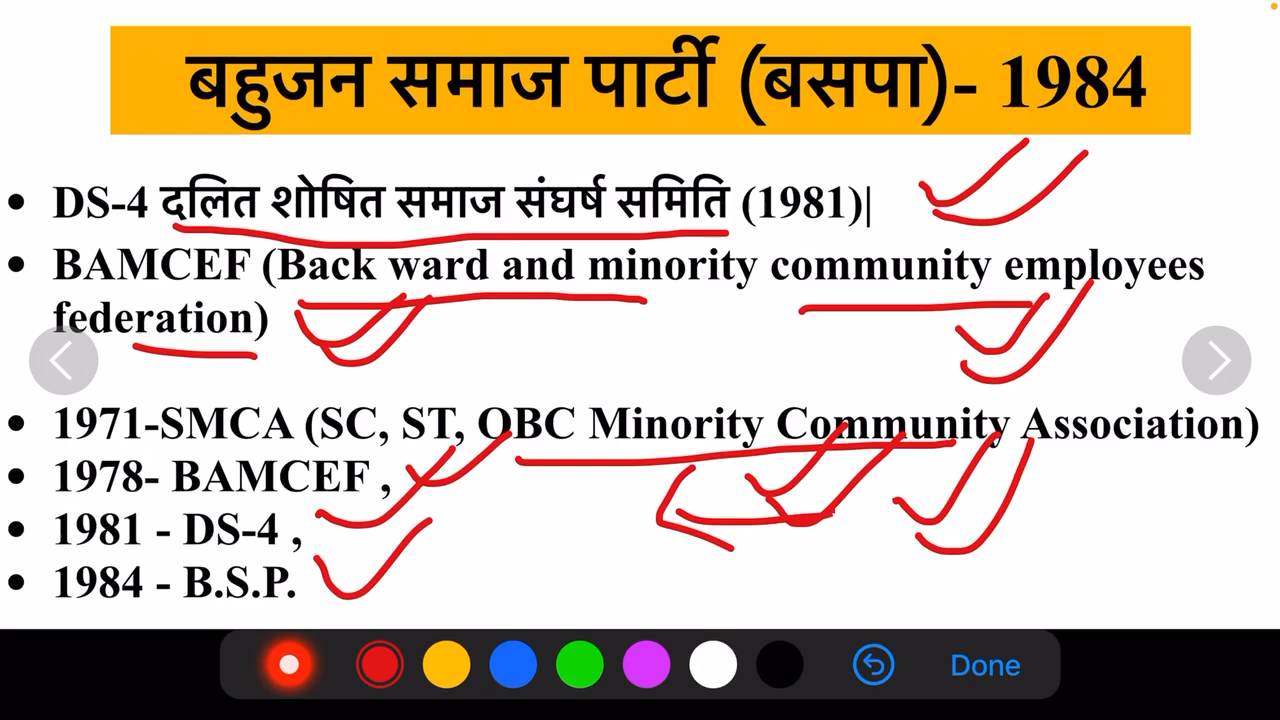 बहुजन समाज पार्टी (बसपा)- 1984
• DS-4 दलित शोषित समाज संघर्ष समिति (1981)|
• BAMCEF (Back ward and minority community employees
federation)
• 1971-SMCA (SC, ST, OBC Minority Community Association)
• 1978- BAMCEF ,
• 1981 - DS-4 ,
• 1984 - B.S.P.
Done